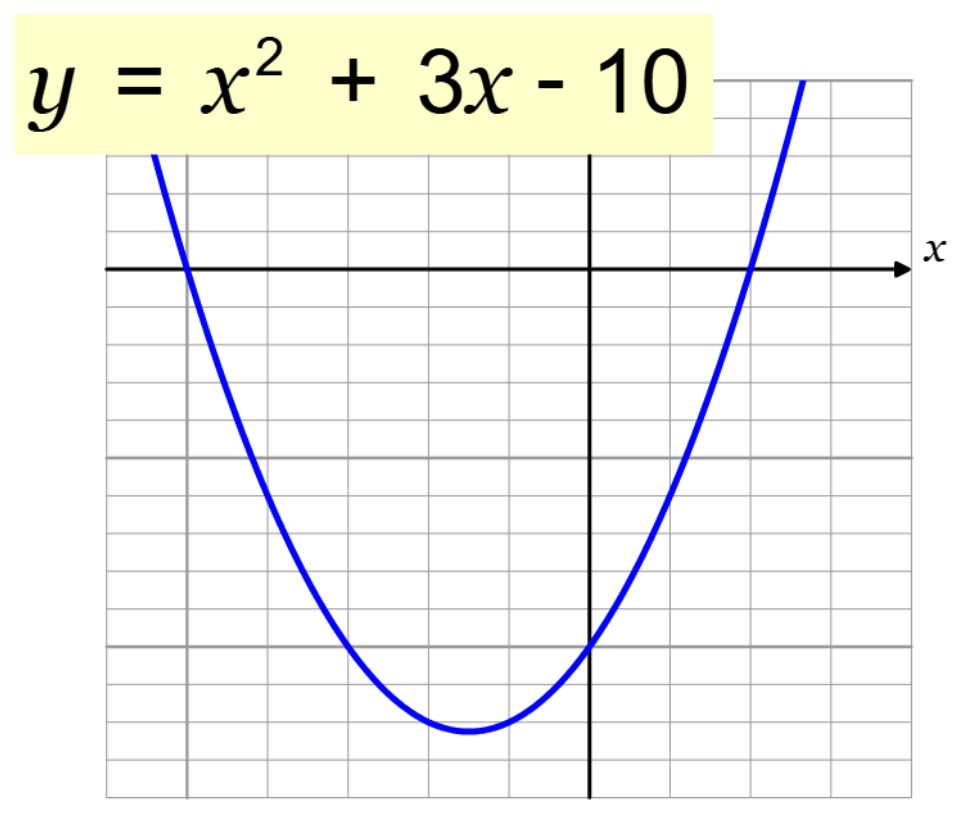 y = x² + 3x - 10
x